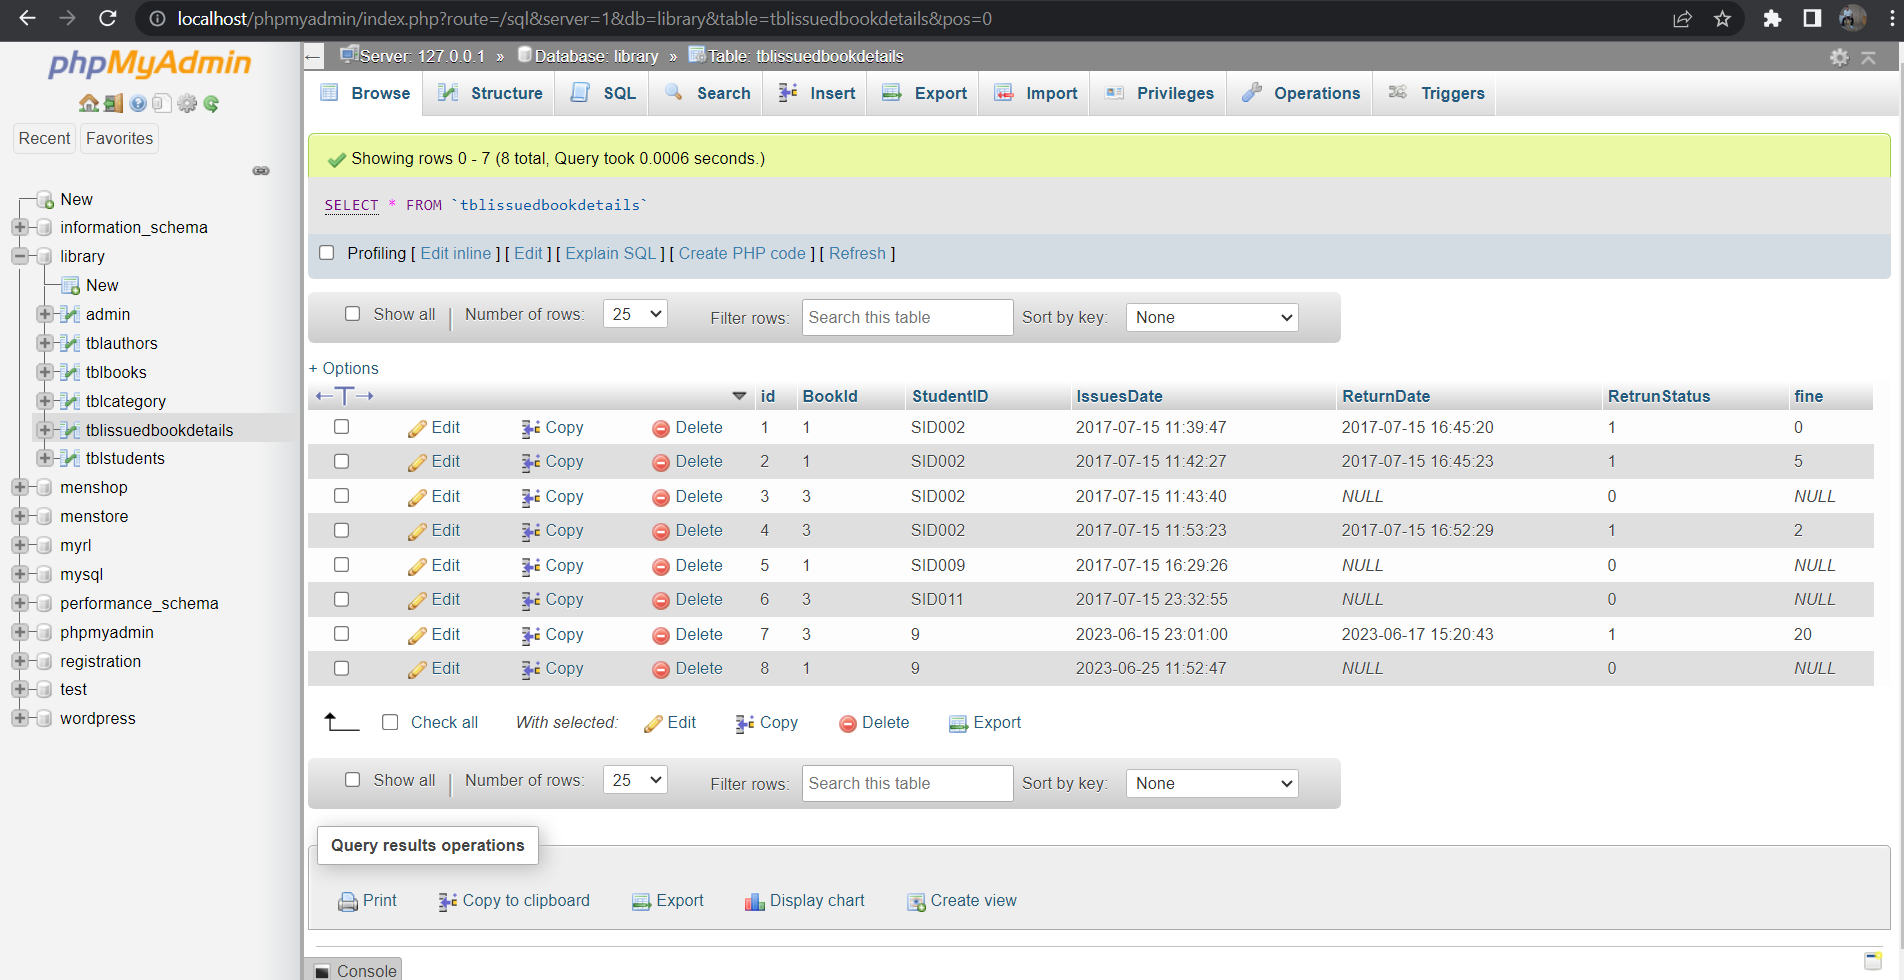 localhost/phpmyadmin/index.php?route=/sql&server=1&db=library&table=tblissuedbookdetails&pos=0
phpMyAdmin
Recent Favorites
New
information_schema
library
New
admin
tblauthors
tblbooks
tblcategory
tblissuedbookdetails
tblstudents
menshop
menstore
myrl
mysql
performance_schema
phpmyadmin
registration
test
wordpress
Server: 127.0.0.1 » Database: library » Table: tblissuedbookdetails
Browse Structure SQL Search Insert Export Import Privileges Operations Triggers
Showing rows 0 - 7 (8 total, Query took 0.0006 seconds.)
SELECT * FROM `tblissuedbookdetails`
Profiling [ Edit inline ] [ Edit ] [ Explain SQL ] [ Create PHP code ] [ Refresh ]
Show all | Number of rows: 25 Filter rows: Search this table Sort by key: None
+ Options
←T→ id BookId StudentID IssuesDate ReturnDate RetrunStatus fine
Edit Copy Delete 1 1 SID002 2017-07-15 11:39:47 2017-07-15 16:45:20 1 0
Edit Copy Delete 2 1 SID002 2017-07-15 11:42:27 2017-07-15 16:45:23 1 5
Edit Copy Delete 3 3 SID002 2017-07-15 11:43:40 NULL 0 NULL
Edit Copy Delete 4 3 SID002 2017-07-15 11:53:23 2017-07-15 16:52:29 1 2
Edit Copy Delete 5 1 SID009 2017-07-15 16:29:26 NULL 0 NULL
Edit Copy Delete 6 3 SID011 2017-07-15 23:32:55 NULL 0 NULL
Edit Copy Delete 7 3 9 2023-06-15 23:01:00 2023-06-17 15:20:43 1 20
Edit Copy Delete 8 1 9 2023-06-25 11:52:47 NULL 0 NULL
Check all With selected: Edit Copy Delete Export
Show all | Number of rows: 25 Filter rows: Search this table Sort by key: None
Query results operations
Print Copy to clipboard Export Display chart Create view
Console